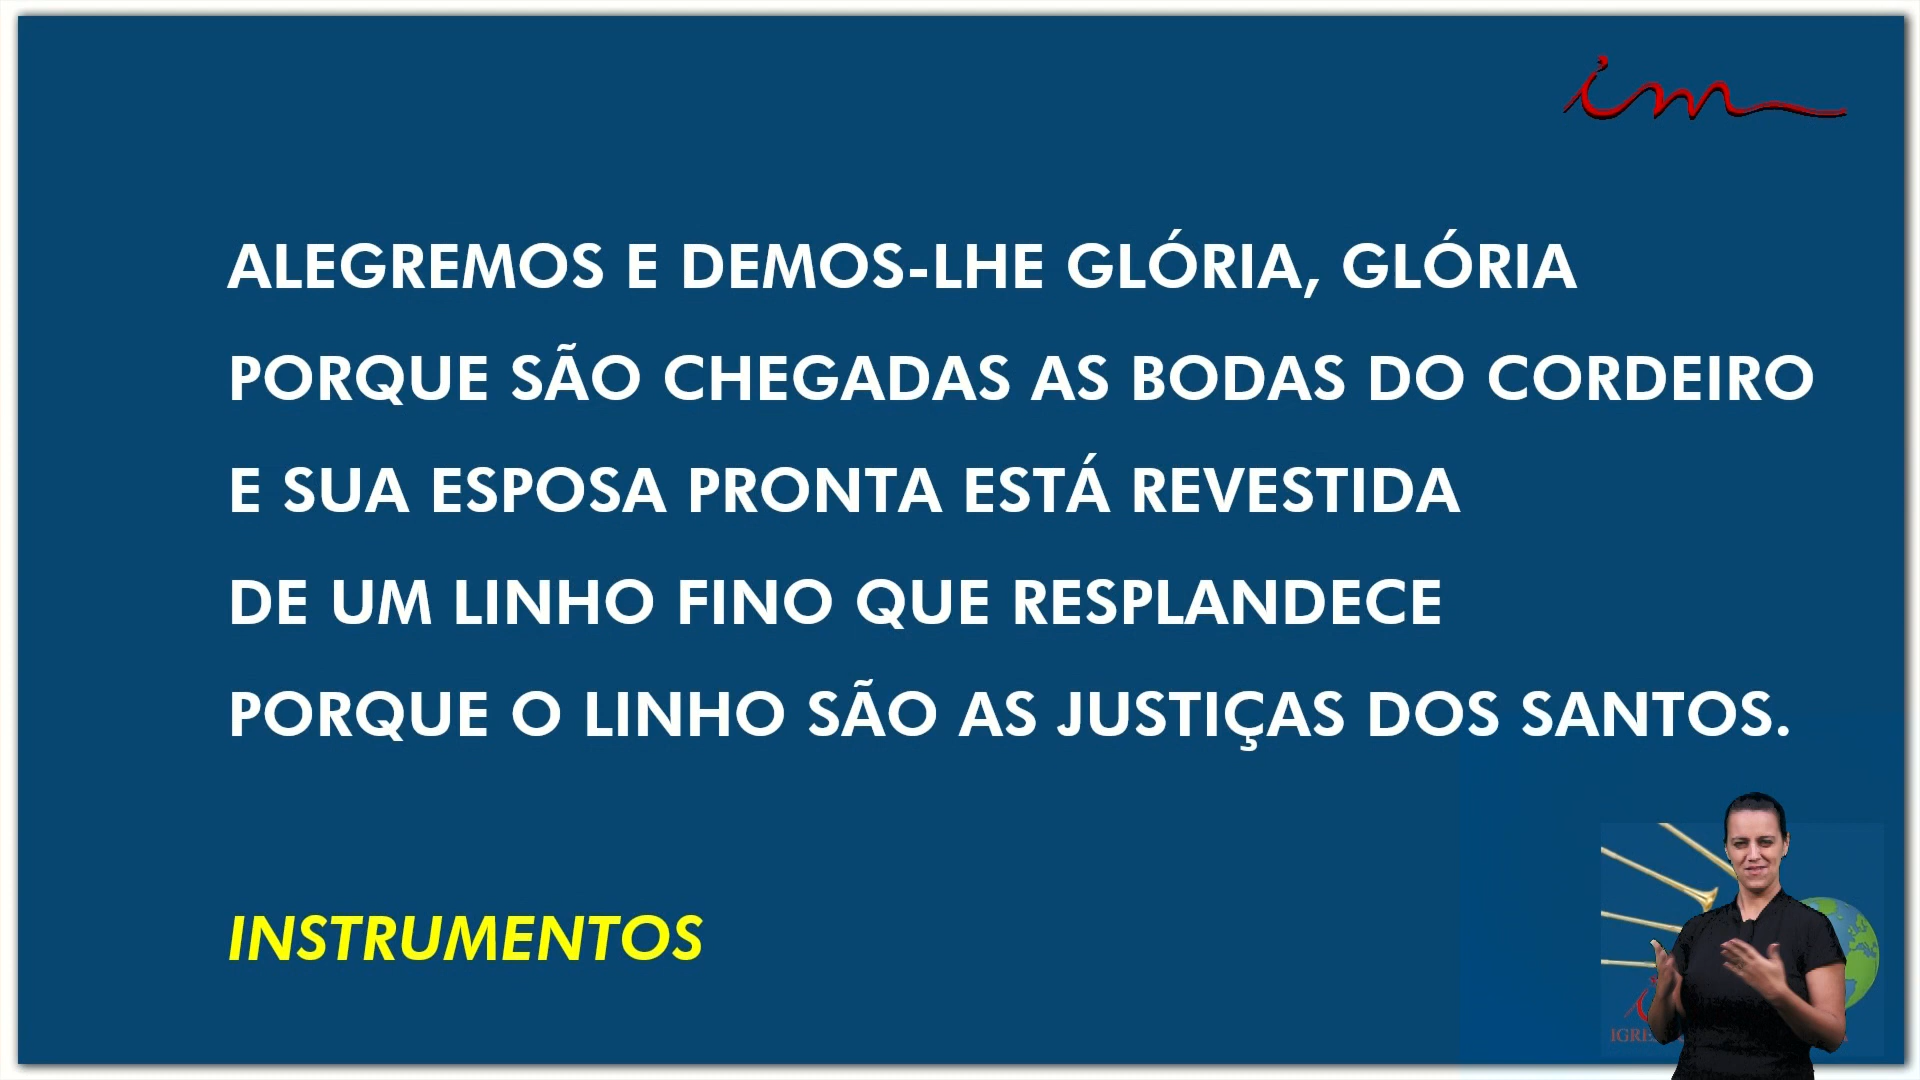 im
ALEGREMOS E DEMOS-LHE GLÓRIA, GLÓRIA
PORQUE SÃO CHEGADAS AS BODAS DO CORDEIRO
E SUA ESPOSA PRONTA ESTÁ REVESTIDA
DE UM LINHO FINO QUE RESPLANDECE
PORQUE O LINHO SÃO AS JUSTIÇAS DOS SANTOS.
INSTRUMENTOS